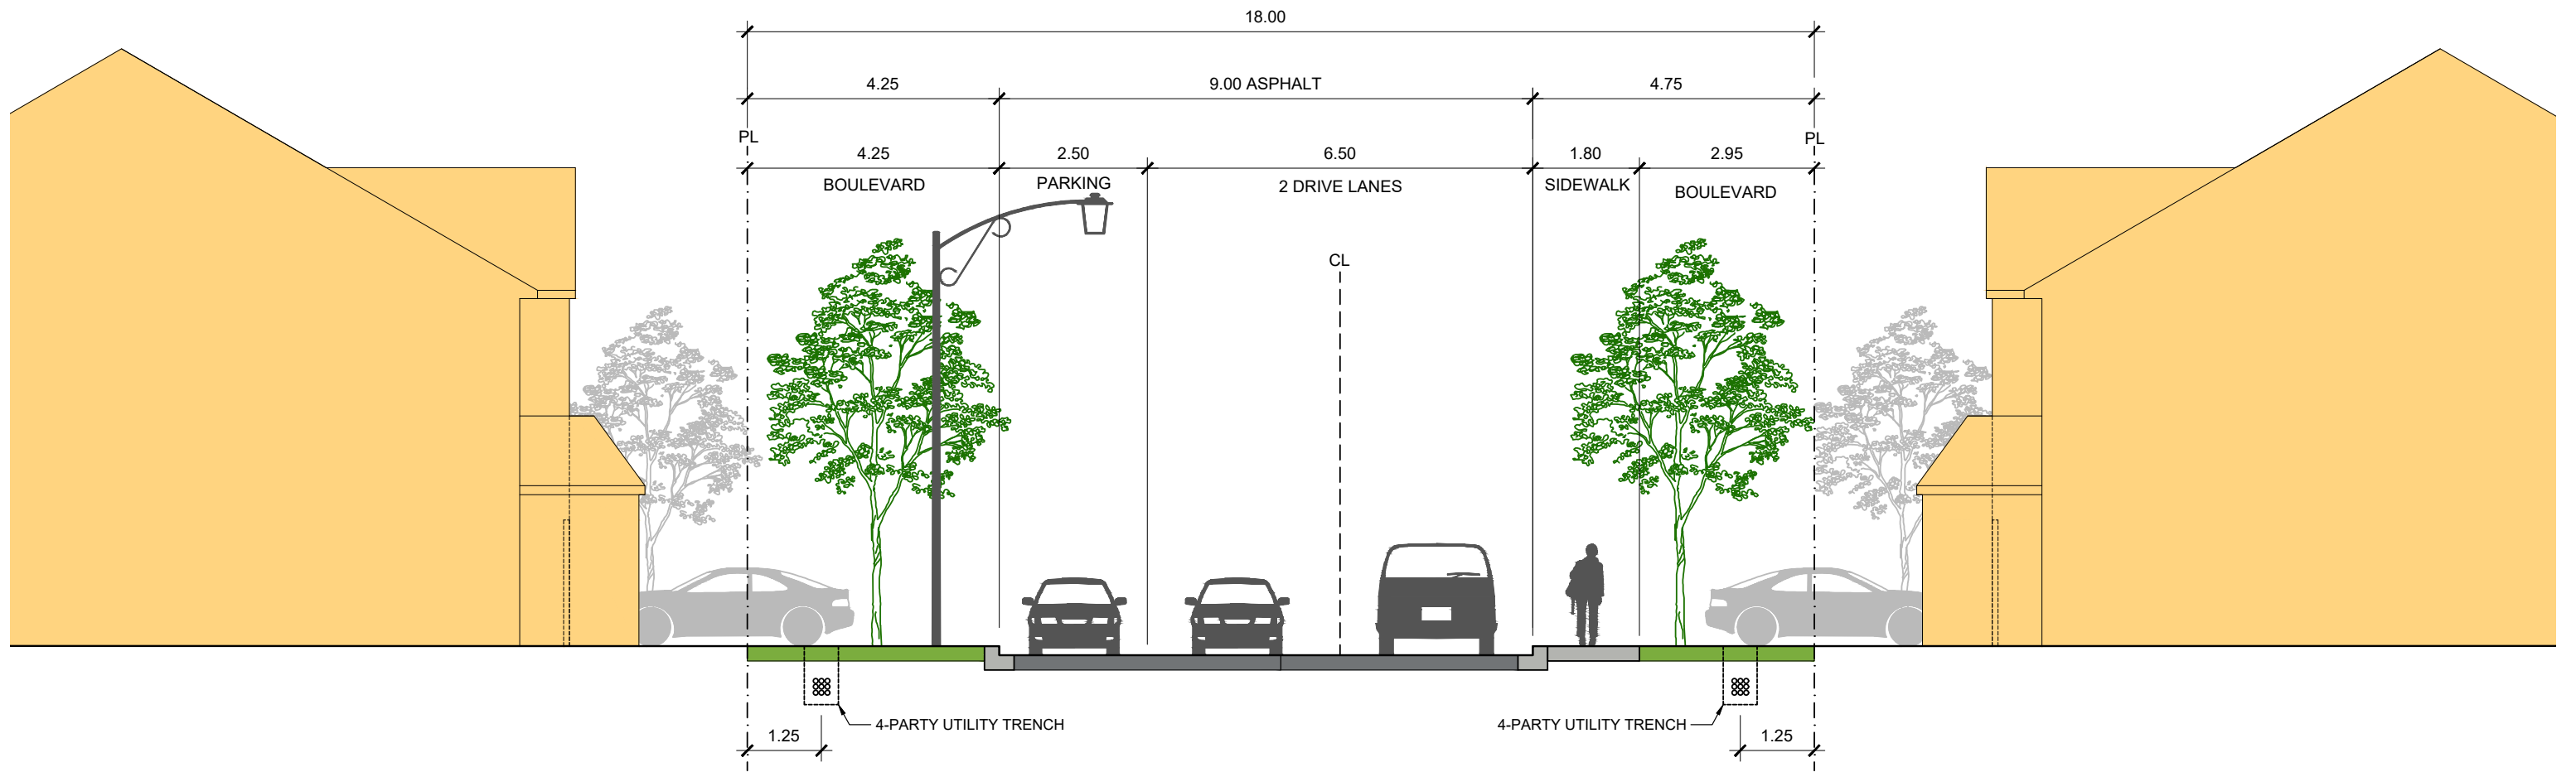 18.00
4.25
9.00 ASPHALT
4.75
PL
PL
4.25
2.50
6.50
1.80
2.95
BOULEVARD
PARKING
2 DRIVE LANES
SIDEWALK
BOULEVARD
CL
4-PARTY UTILITY TRENCH
4-PARTY UTILITY TRENCH
1.25
1.25